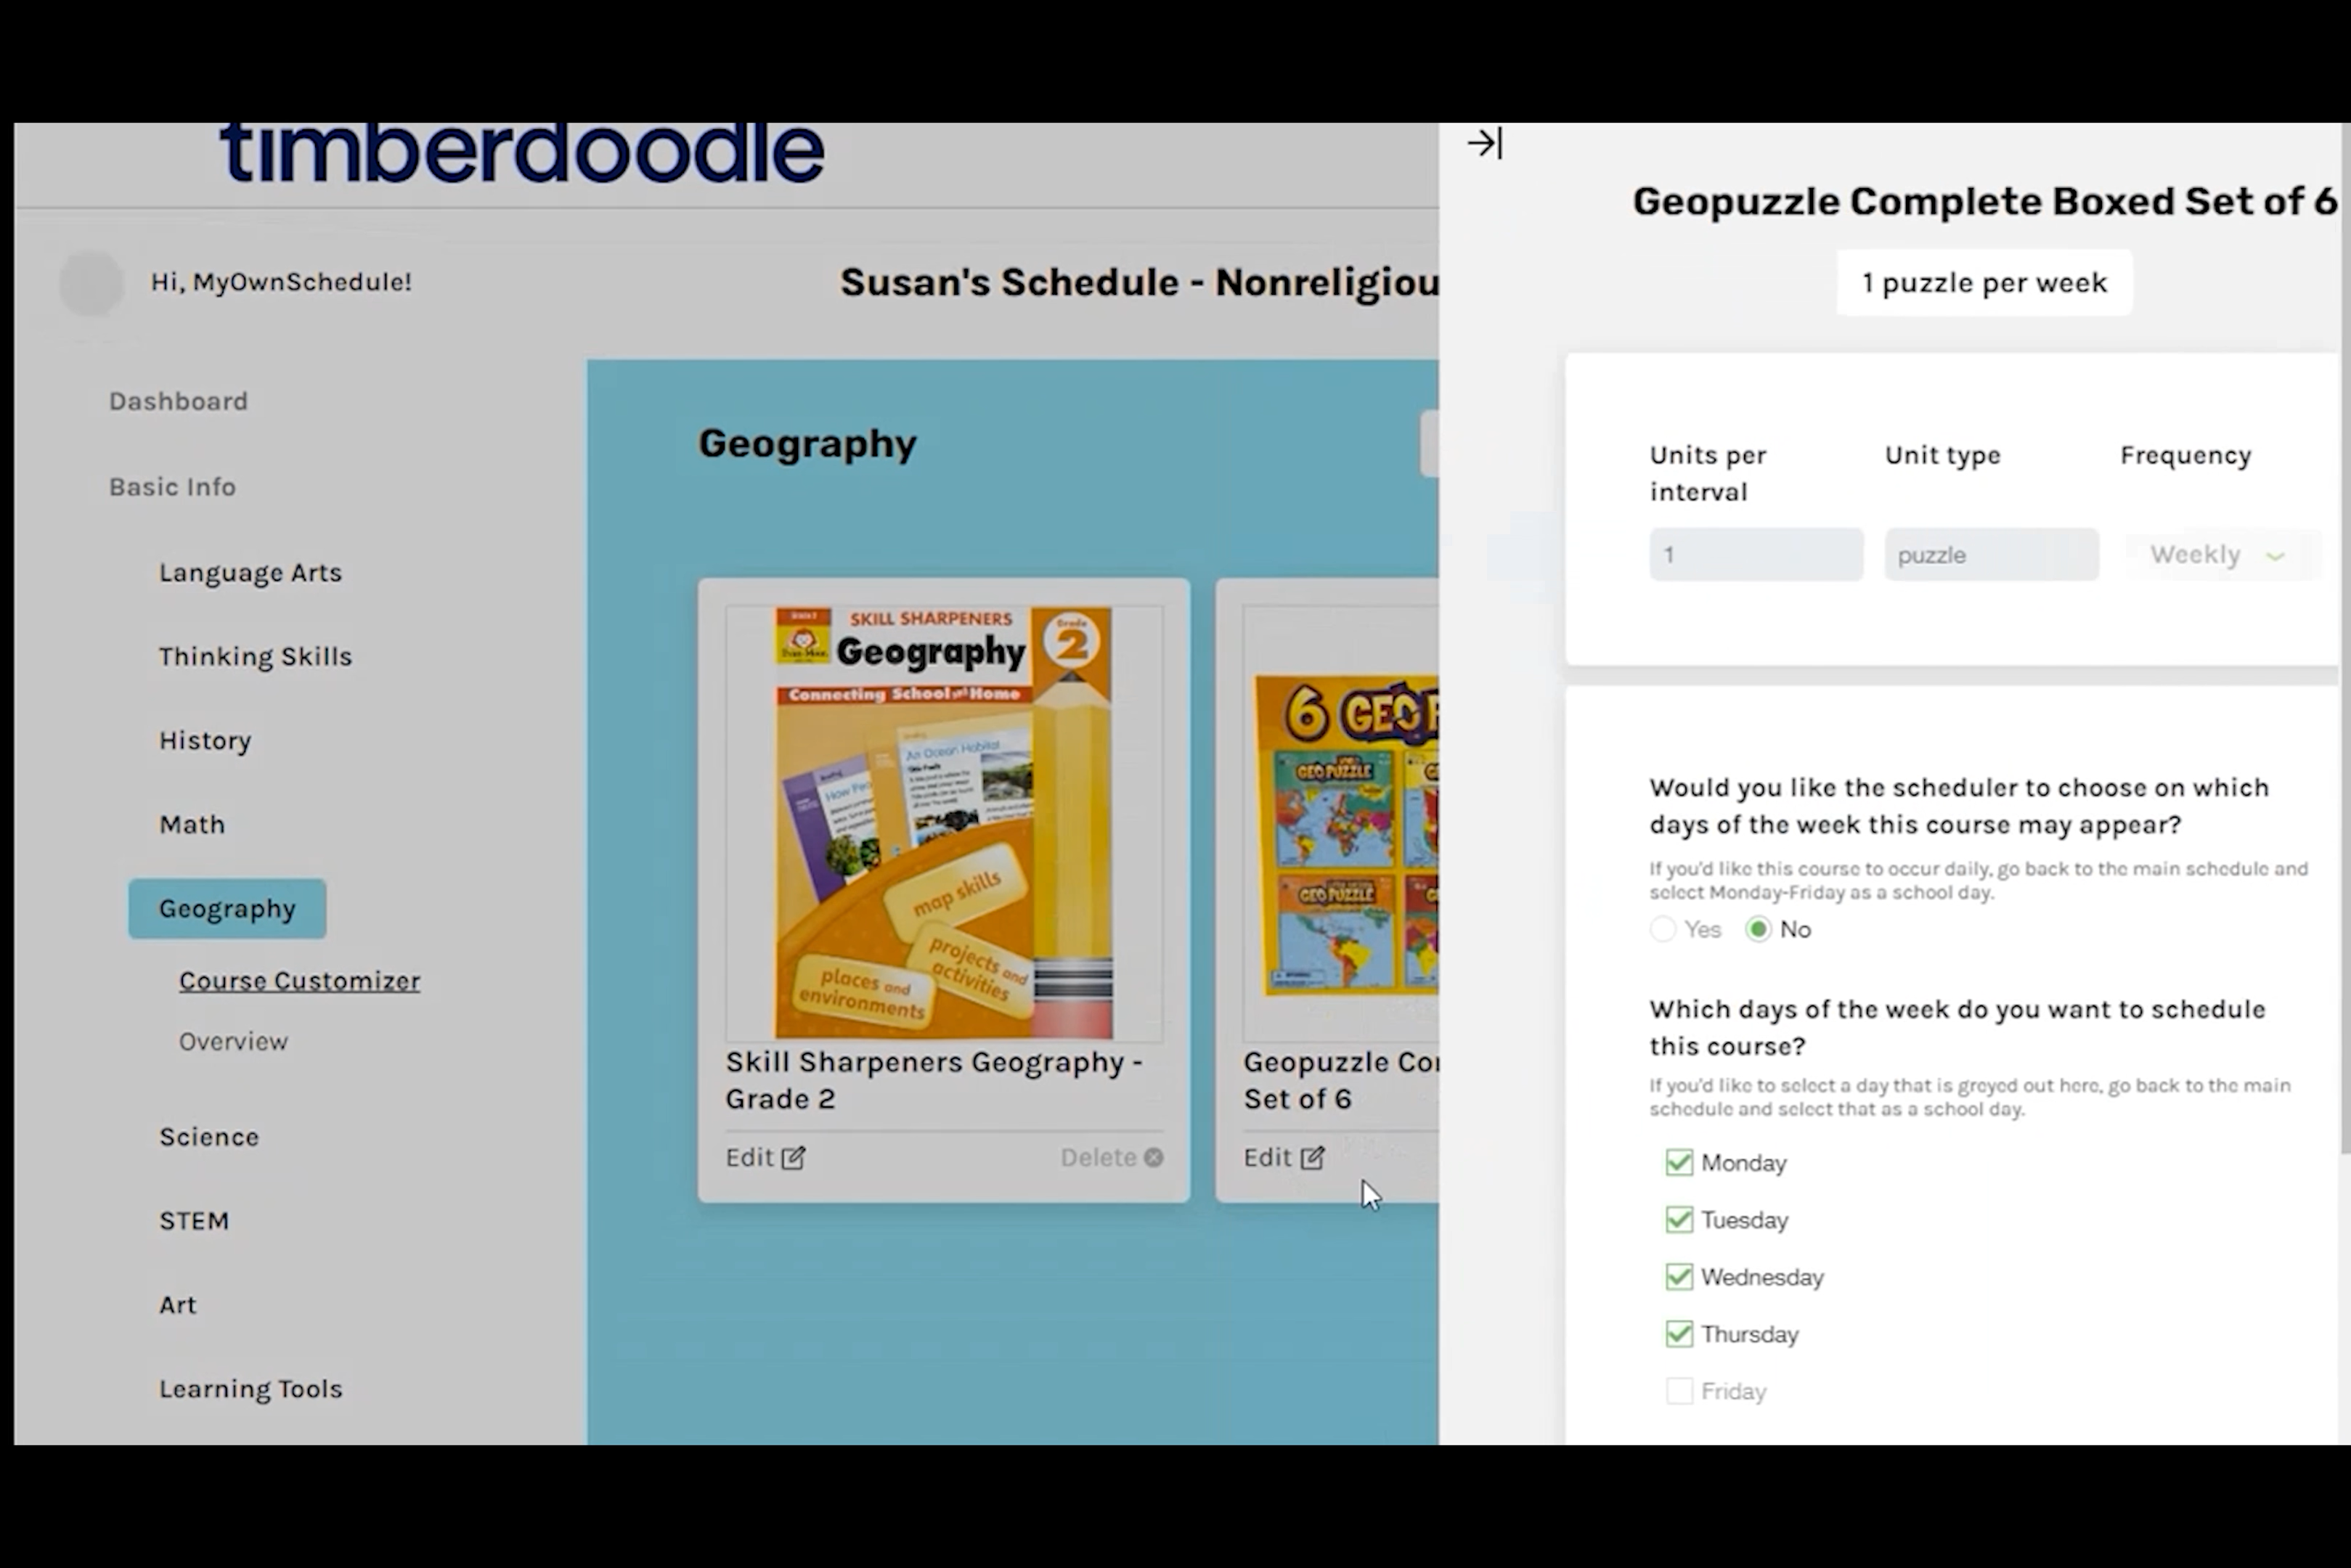 timberdoodle
Hi, MyOwnSchedule!
Susan's Schedule - Nonreligiou
Dashboard
Basic Info
Language Arts
Thinking Skills
History
Math
Geography
Course Customizer
Overview
Science
STEM
Art
Learning Tools
Geography
SKILL SHARPENERS
Geography
Grade
2
Connecting School and Home
An Ocean Habitat
map skills
projects and
activities
places and
environments
Skill Sharpeners Geography -
Grade 2
Edit
Delete
6 GEO
GEOPUZZLE
GEOPUZZLE
Geopuzzle Co
Set of 6
Edit
Geopuzzle Complete Boxed Set of 6
1 puzzle per week
Units per
interval
Unit type
Frequency
1
puzzle
Weekly
Would you like the scheduler to choose on which
days of the week this course may appear?
If you'd like this course to occur daily, go back to the main schedule and
select Monday-Friday as a school day.
Yes
No
Which days of the week do you want to schedule
this course?
If you'd like to select a day that is greyed out here, go back to the main
schedule and select that as a school day.
Monday
Tuesday
Wednesday
Thursday
Friday